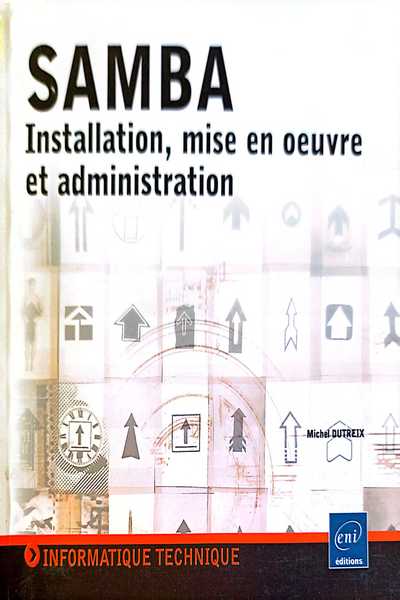 SAMBA
Installation, mise en oeuvre
et administration
Michel DUTREIX
INFORMATIQUE TECHNIQUE
eni
éditions